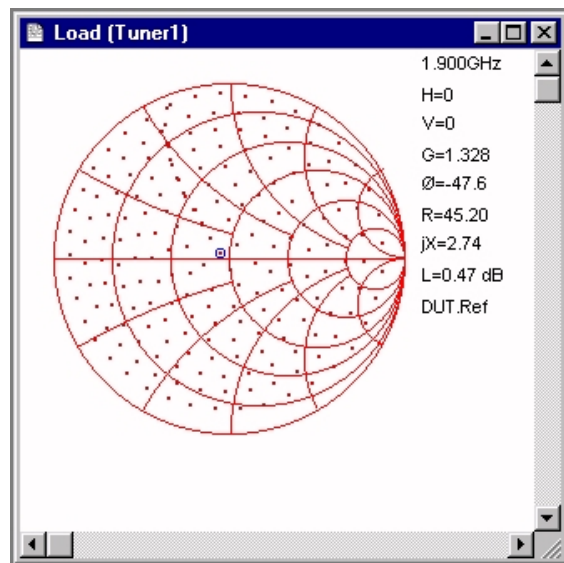 Load (Tuner1)
1.900GHz
H=0
V=0
G=1.328
Ø=-47.6
R=45.20
jX=2.74
L=0.47 dB
DUT.Ref